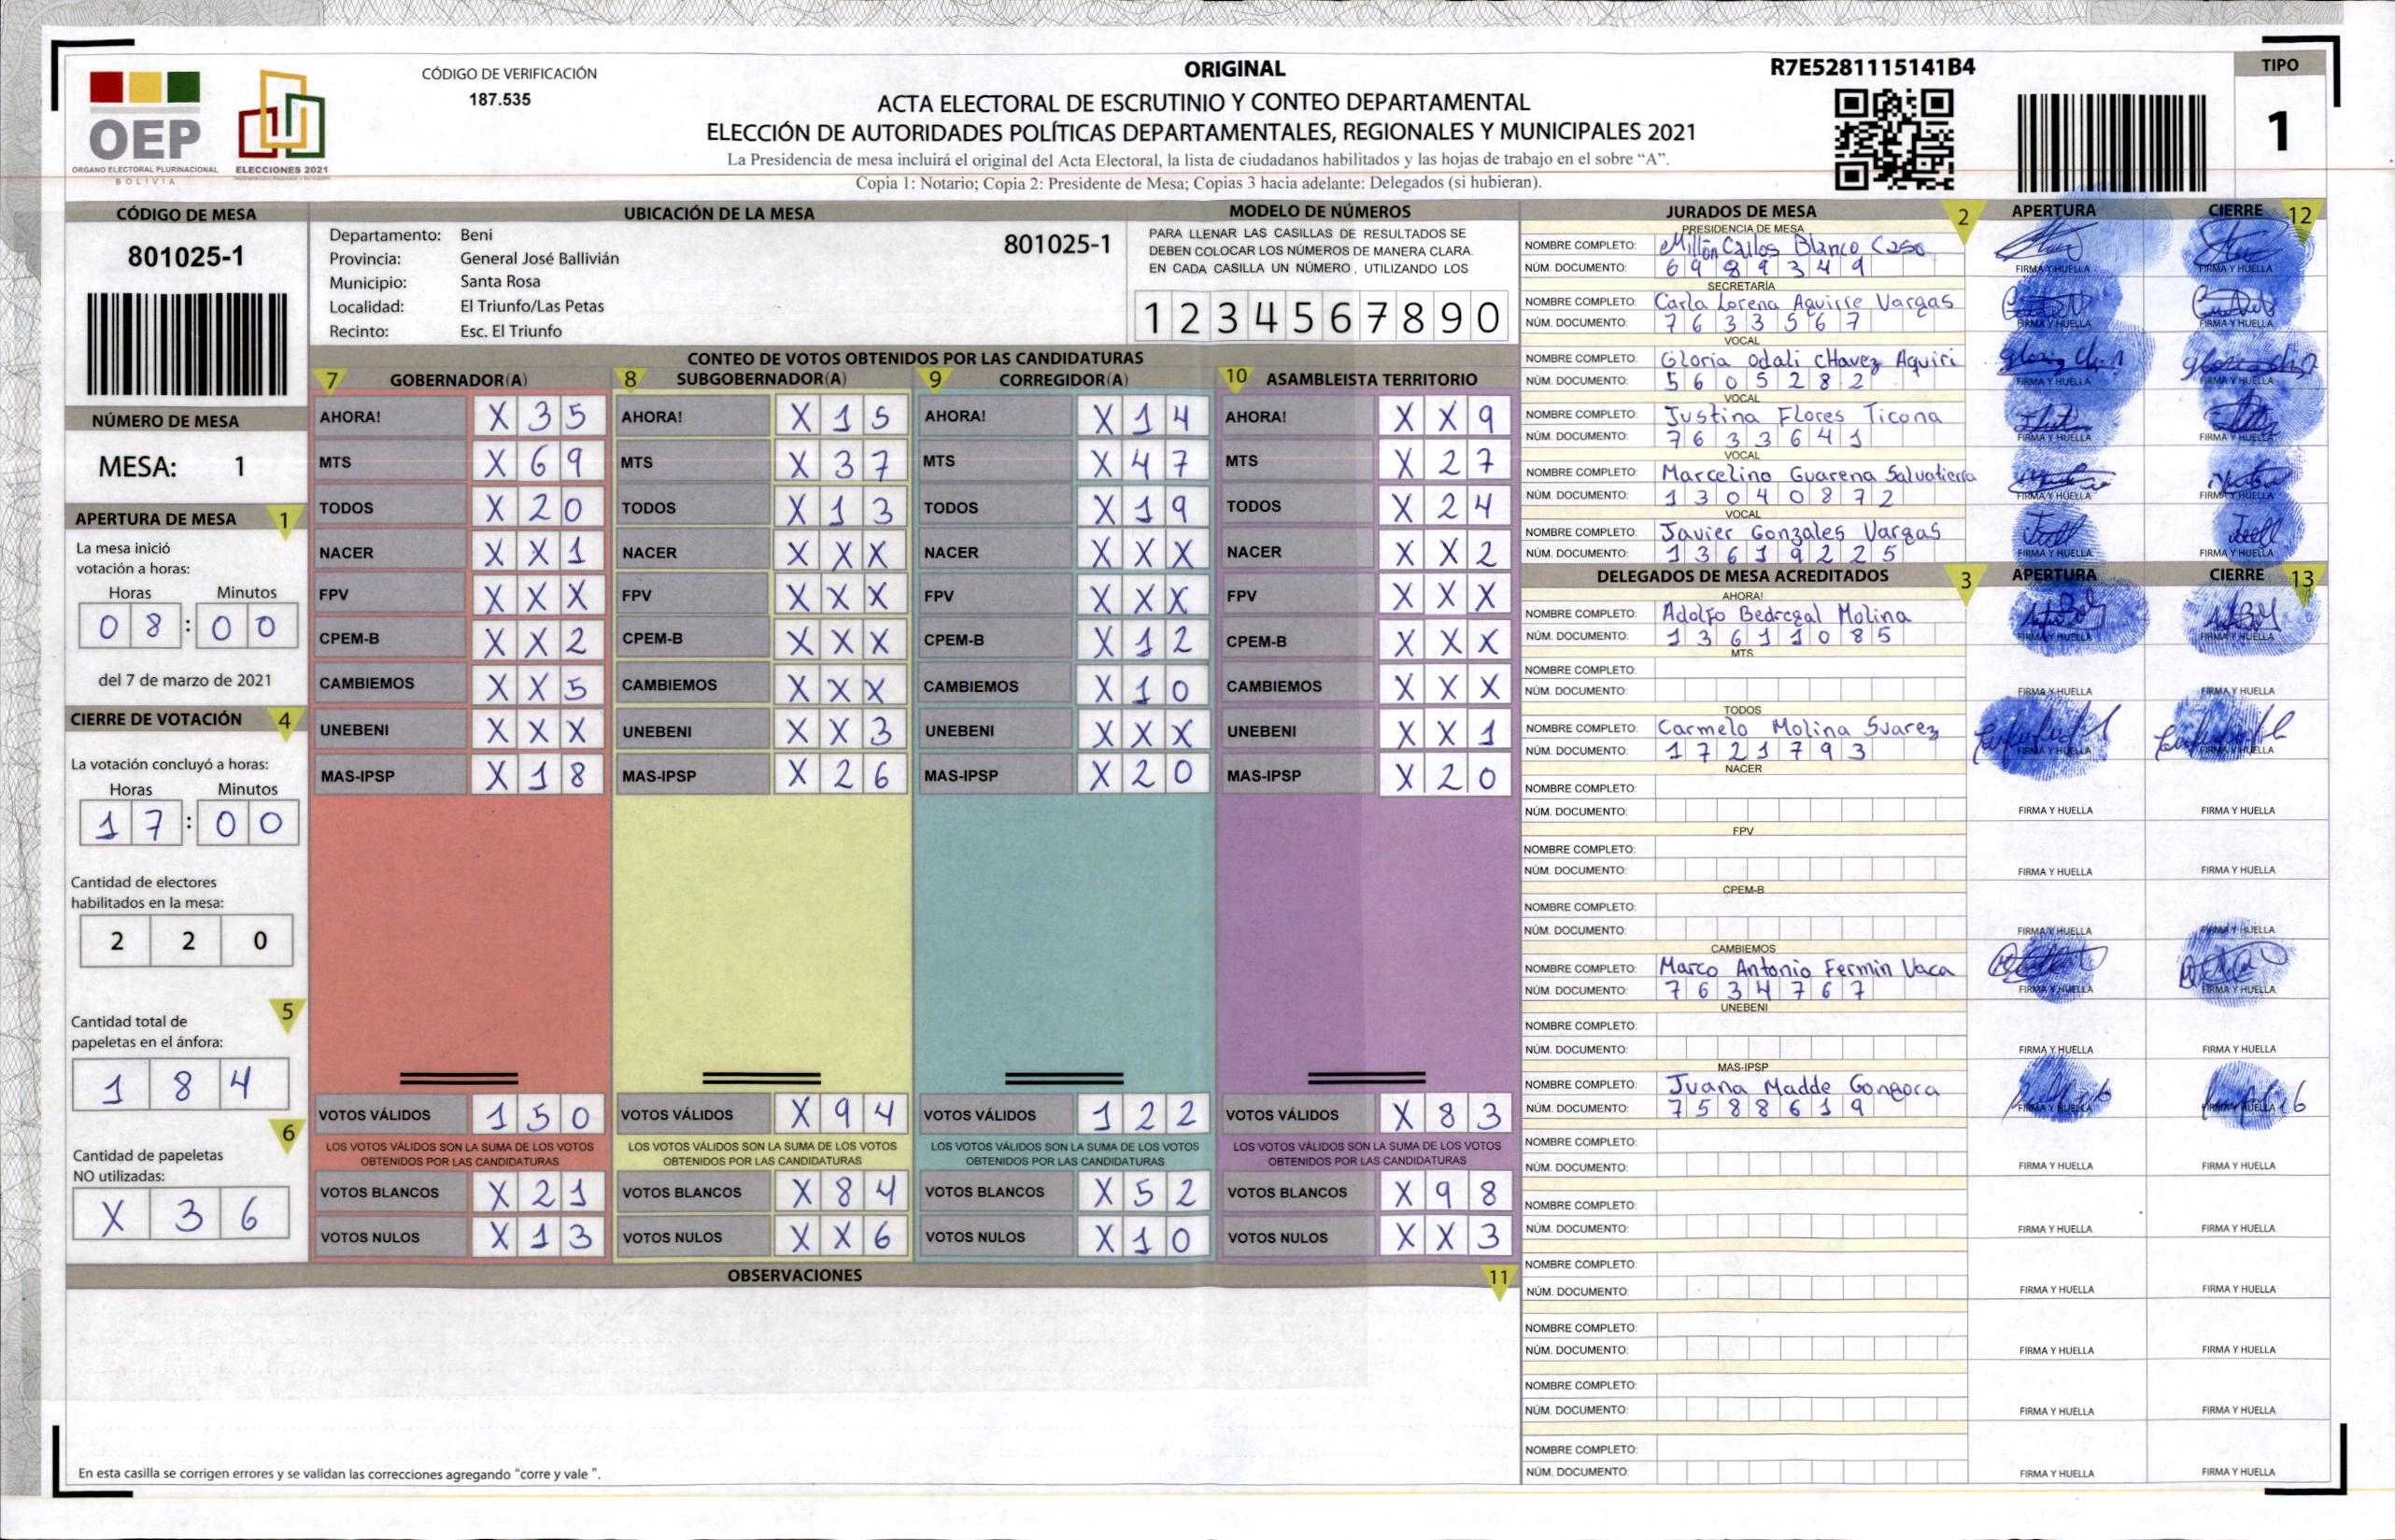 CÓDIGO DE VERIFICACIÓN
187.535
OEP
ORGANO ELECTORAL PLURINACIONAL
BOLIVIA
ELECCIONES 2021
ORIGINAL
ACTA ELECTORAL DE ESCRUTINIO Y CONTEO DEPARTAMENTAL
ELECCIÓN DE AUTORIDADES POLÍTICAS DEPARTAMENTALES, REGIONALES Y MUNICIPALES 2021
La Presidencia de mesa incluirá el original del Acta Electoral, la lista de ciudadanos habilitados y las hojas de trabajo en el sobre “A”.
Copia 1: Notario; Copia 2: Presidente de Mesa; Copias 3 hacia adelante: Delegados (si hubieran).
R7E5281115141B4
TIPO
1
CÓDIGO DE MESA
801025-1
NÚMERO DE MESA
MESA: 1
APERTURA DE MESA 1
La mesa inició
votación a horas:
Horas Minutos
0 8 : 0 0
del 7 de marzo de 2021
CIERRE DE VOTACIÓN 4
La votación concluyó a horas:
Horas Minutos
1 7 : 0 0
Cantidad de electores
habilitados en la mesa:
2 2 0
5
Cantidad total de
papeletas en el ánfora:
1 8 4
6
Cantidad de papeletas
NO utilizadas:
X 3 6
UBICACIÓN DE LA MESA
Departamento: Beni
801025-1
Provincia: General José Ballivián
Municipio: Santa Rosa
Localidad: El Triunfo/Las Petas
Recinto: Esc. El Triunfo
MODELO DE NÚMEROS
PARA LLENAR LAS CASILLAS DE RESULTADOS SE
DEBEN COLOCAR LOS NÚMEROS DE MANERA CLARA.
EN CADA CASILLA UN NÚMERO, UTILIZANDO LOS
1 2 3 4 5 6 7 8 9 0
CONTEO DE VOTOS OBTENIDOS POR LAS CANDIDATURAS
7 GOBERNADOR(A)
AHORA! X 3 5
MTS X 6 9
TODOS X 2 0
NACER X X 1
FPV X X X
CPEM-B X X 2
CAMBIEMOS X X 5
UNEBENI X X X
MAS-IPSP X 1 8
VOTOS VÁLIDOS 1 5 0
LOS VOTOS VÁLIDOS SON LA SUMA DE LOS VOTOS
OBTENIDOS POR LAS CANDIDATURAS
VOTOS BLANCOS X 2 1
VOTOS NULOS X 1 3
8 SUBGOBERNADOR(A)
AHORA! X 1 5
MTS X 3 7
TODOS X 1 3
NACER X X X
FPV X X X
CPEM-B X X X
CAMBIEMOS X X X
UNEBENI X X 3
MAS-IPSP X 2 6
VOTOS VÁLIDOS X 9 4
LOS VOTOS VÁLIDOS SON LA SUMA DE LOS VOTOS
OBTENIDOS POR LAS CANDIDATURAS
VOTOS BLANCOS X 8 4
VOTOS NULOS X X 6
9 CORREGIDOR(A)
AHORA! X 1 4
MTS X 4 7
TODOS X 1 9
NACER X X X
FPV X X X
CPEM-B X 1 2
CAMBIEMOS X 1 0
UNEBENI X X X
MAS-IPSP X 2 0
VOTOS VÁLIDOS 1 2 2
LOS VOTOS VÁLIDOS SON LA SUMA DE LOS VOTOS
OBTENIDOS POR LAS CANDIDATURAS
VOTOS BLANCOS X 5 2
VOTOS NULOS X 1 0
10 ASAMBLEISTA TERRITORIO
AHORA! X X 9
MTS X 2 7
TODOS X 2 4
NACER X X 2
FPV X X X
CPEM-B X X X
CAMBIEMOS X X X
UNEBENI X X 1
MAS-IPSP X 2 0
VOTOS VÁLIDOS X 8 3
LOS VOTOS VÁLIDOS SON LA SUMA DE LOS VOTOS
OBTENIDOS POR LAS CANDIDATURAS
VOTOS BLANCOS X 9 8
VOTOS NULOS X X 3
OBSERVACIONES 11
En esta casilla se corrigen errores y se validan las correcciones agregando "corre y vale ".
JURADOS DE MESA 2 APERTURA CIERRE 12
PRESIDENCIA DE MESA
NOMBRE COMPLETO: Carlos Blanco
NÚM. DOCUMENTO: 6 9 8 9 3 4 9
FIRMA Y HUELLA FIRMA Y HUELLA
SECRETARÍA
NOMBRE COMPLETO: Carla Lorena Aguirre Vargas
NÚM. DOCUMENTO: 7 6 3 3 5 6 7
FIRMA Y HUELLA FIRMA Y HUELLA
VOCAL
NOMBRE COMPLETO: Gloria Odali CHavez Aquiri
NÚM. DOCUMENTO: 5 6 0 5 2 8 2
FIRMA Y HUELLA FIRMA Y HUELLA
VOCAL
NOMBRE COMPLETO: Justina Flores Ticona
NÚM. DOCUMENTO: 7 6 3 3 6 4 1
FIRMA Y HUELLA FIRMA Y HUELLA
VOCAL
NOMBRE COMPLETO: Marcelino Guarena Salvatierra
NÚM. DOCUMENTO: 1 3 0 4 0 8 7 2
FIRMA Y HUELLA FIRMA Y HUELLA
VOCAL
NOMBRE COMPLETO: Javier Gonzales Vargas
NÚM. DOCUMENTO: 1 3 6 1 9 2 2 5
FIRMA Y HUELLA FIRMA Y HUELLA
DELEGADOS DE MESA ACREDITADOS 3 APERTURA CIERRE 13
AHORA!
NOMBRE COMPLETO: Adolfo Bedregal Molina
NÚM. DOCUMENTO: 1 3 6 1 1 0 8 5
FIRMA Y HUELLA FIRMA Y HUELLA
MTS
NOMBRE COMPLETO:
NÚM. DOCUMENTO:
FIRMA Y HUELLA FIRMA Y HUELLA
TODOS
NOMBRE COMPLETO: Carmelo Molina Suarez
NÚM. DOCUMENTO: 1 7 2 1 7 9 3
FIRMA Y HUELLA FIRMA Y HUELLA
NACER
NOMBRE COMPLETO:
NÚM. DOCUMENTO:
FIRMA Y HUELLA FIRMA Y HUELLA
FPV
NOMBRE COMPLETO:
NÚM. DOCUMENTO:
FIRMA Y HUELLA FIRMA Y HUELLA
CPEM-B
NOMBRE COMPLETO:
NÚM. DOCUMENTO:
FIRMA Y HUELLA FIRMA Y HUELLA
CAMBIEMOS
NOMBRE COMPLETO: Marco Antonio Fermin Vaca
NÚM. DOCUMENTO: 7 6 3 4 7 6 7
FIRMA Y HUELLA FIRMA Y HUELLA
UNEBENI
NOMBRE COMPLETO:
NÚM. DOCUMENTO:
FIRMA Y HUELLA FIRMA Y HUELLA
MAS-IPSP
NOMBRE COMPLETO: Juana Madde Gongora
NÚM. DOCUMENTO: 7 5 8 8 6 1 9
FIRMA Y HUELLA FIRMA Y HUELLA
NOMBRE COMPLETO:
NÚM. DOCUMENTO:
FIRMA Y HUELLA FIRMA Y HUELLA
NOMBRE COMPLETO:
NÚM. DOCUMENTO:
FIRMA Y HUELLA FIRMA Y HUELLA
NOMBRE COMPLETO:
NÚM. DOCUMENTO:
FIRMA Y HUELLA FIRMA Y HUELLA
NOMBRE COMPLETO:
NÚM. DOCUMENTO:
FIRMA Y HUELLA FIRMA Y HUELLA
NOMBRE COMPLETO:
NÚM. DOCUMENTO:
FIRMA Y HUELLA FIRMA Y HUELLA
NOMBRE COMPLETO:
NÚM. DOCUMENTO:
FIRMA Y HUELLA FIRMA Y HUELLA